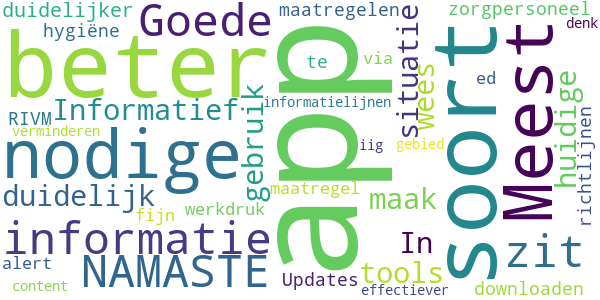 duidelijker
Goede
maatregelen
zorgpersoneel
hygiëne
situatie
denk
beter
app
te
via
soort
Meest
ed
wees
huidige
Informatief
gebruik
informatielijnen
RIVM
richtlijnen
verminderen
iig
gebied
nodige
maatregel
duidelijk
maak
werkdruk
fijn
informatie
In
zit
alert
NAMASTE
tools
Updates
content
effectiever
downloaden